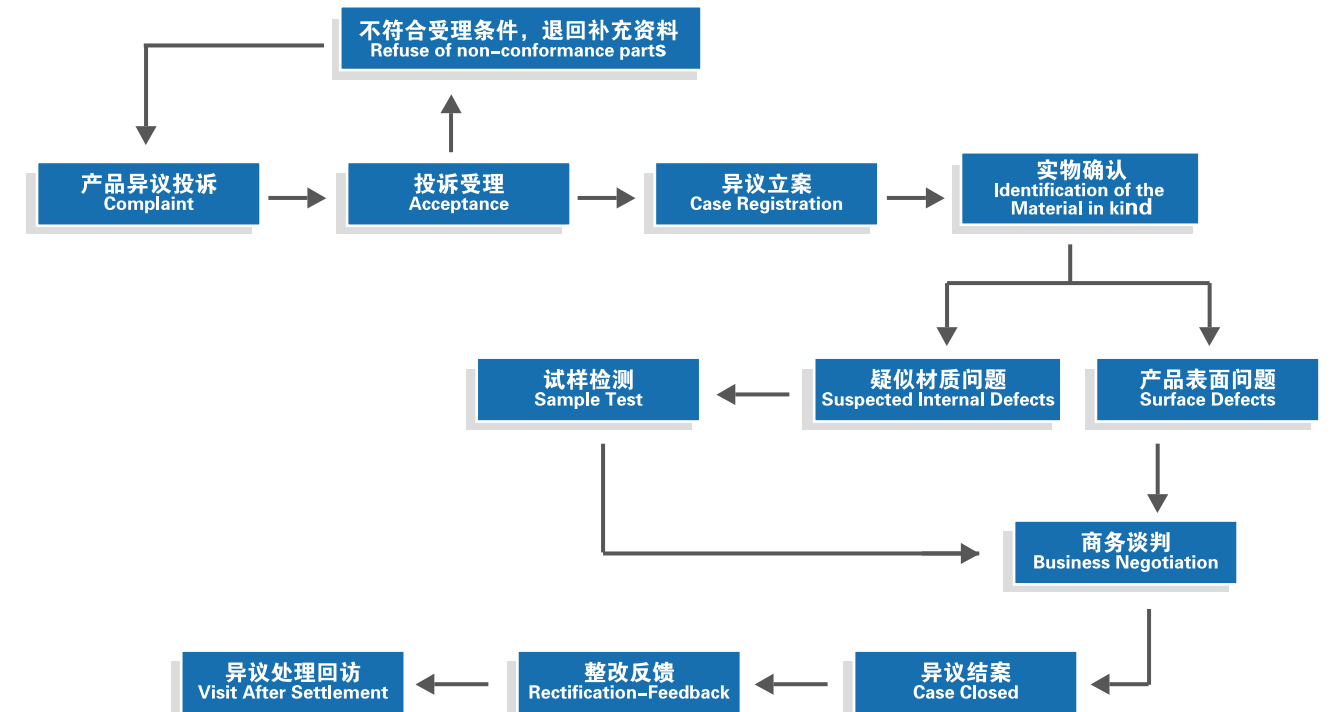 不符合受理条件，退回补充资料
Refuse of non-conformance parts
产品异议投诉
Complaint
投诉受理
Acceptance
异议立案
Case Registration
实物确认
Identification of the
Material in kind
试样检测
Sample Test
疑似材质问题
Suspected Internal Defects
产品表面问题
Surface Defects
商务谈判
Business Negotiation
异议处理回访
Visit After Settlement
整改反馈
Rectification-Feedback
异议结案
Case Closed